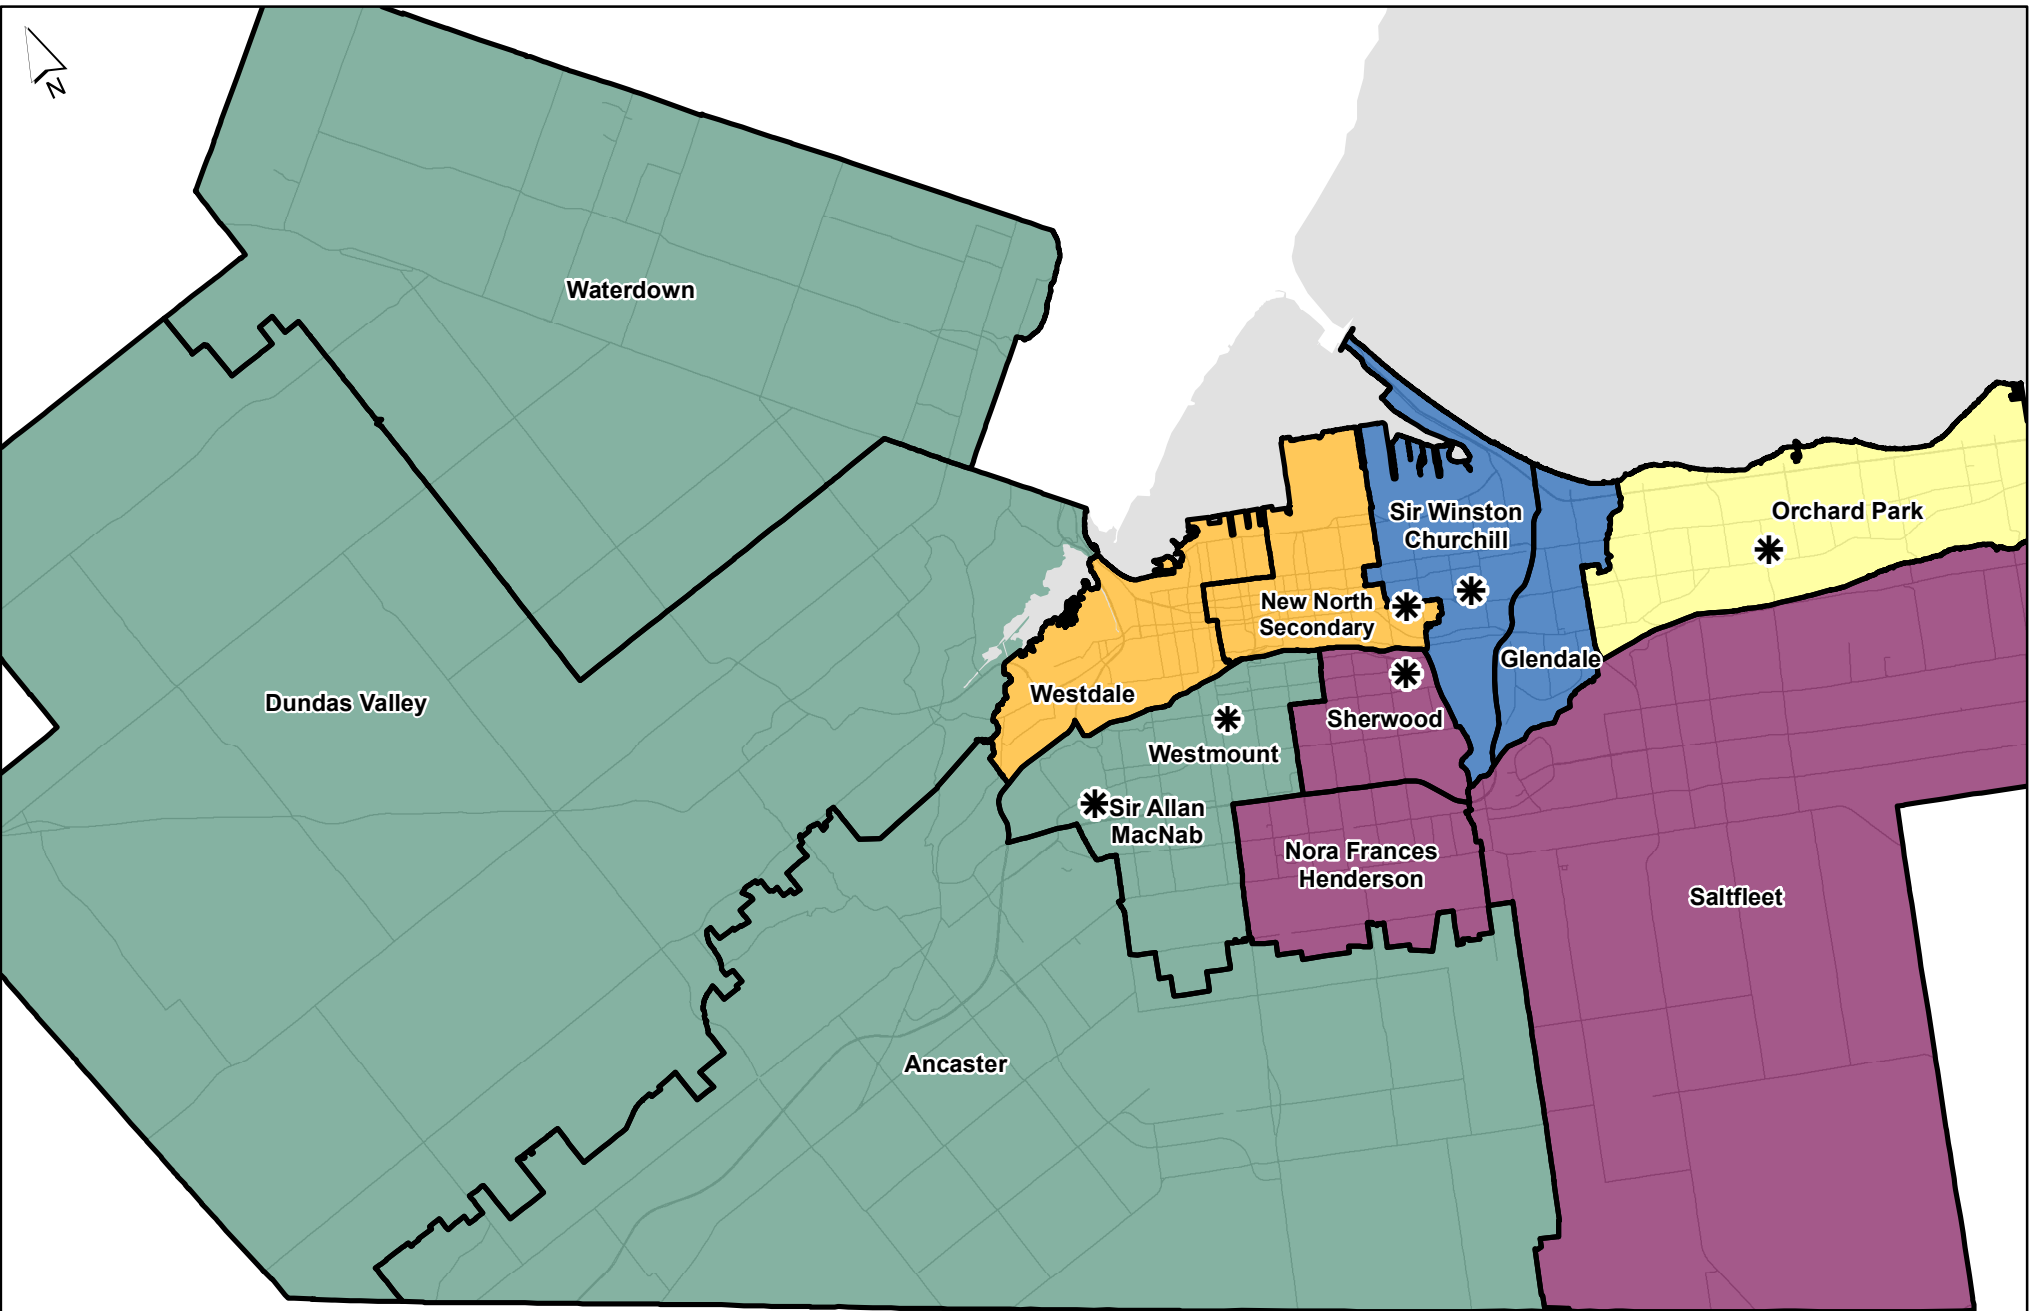 N
Waterdown
Sir Winston
Churchill
Orchard Park
New North
Secondary
Glendale
Dundas Valley
Westdale
Sherwood
Westmount
Sir Allan
MacNab
Nora Frances
Henderson
Saltfleet
Ancaster